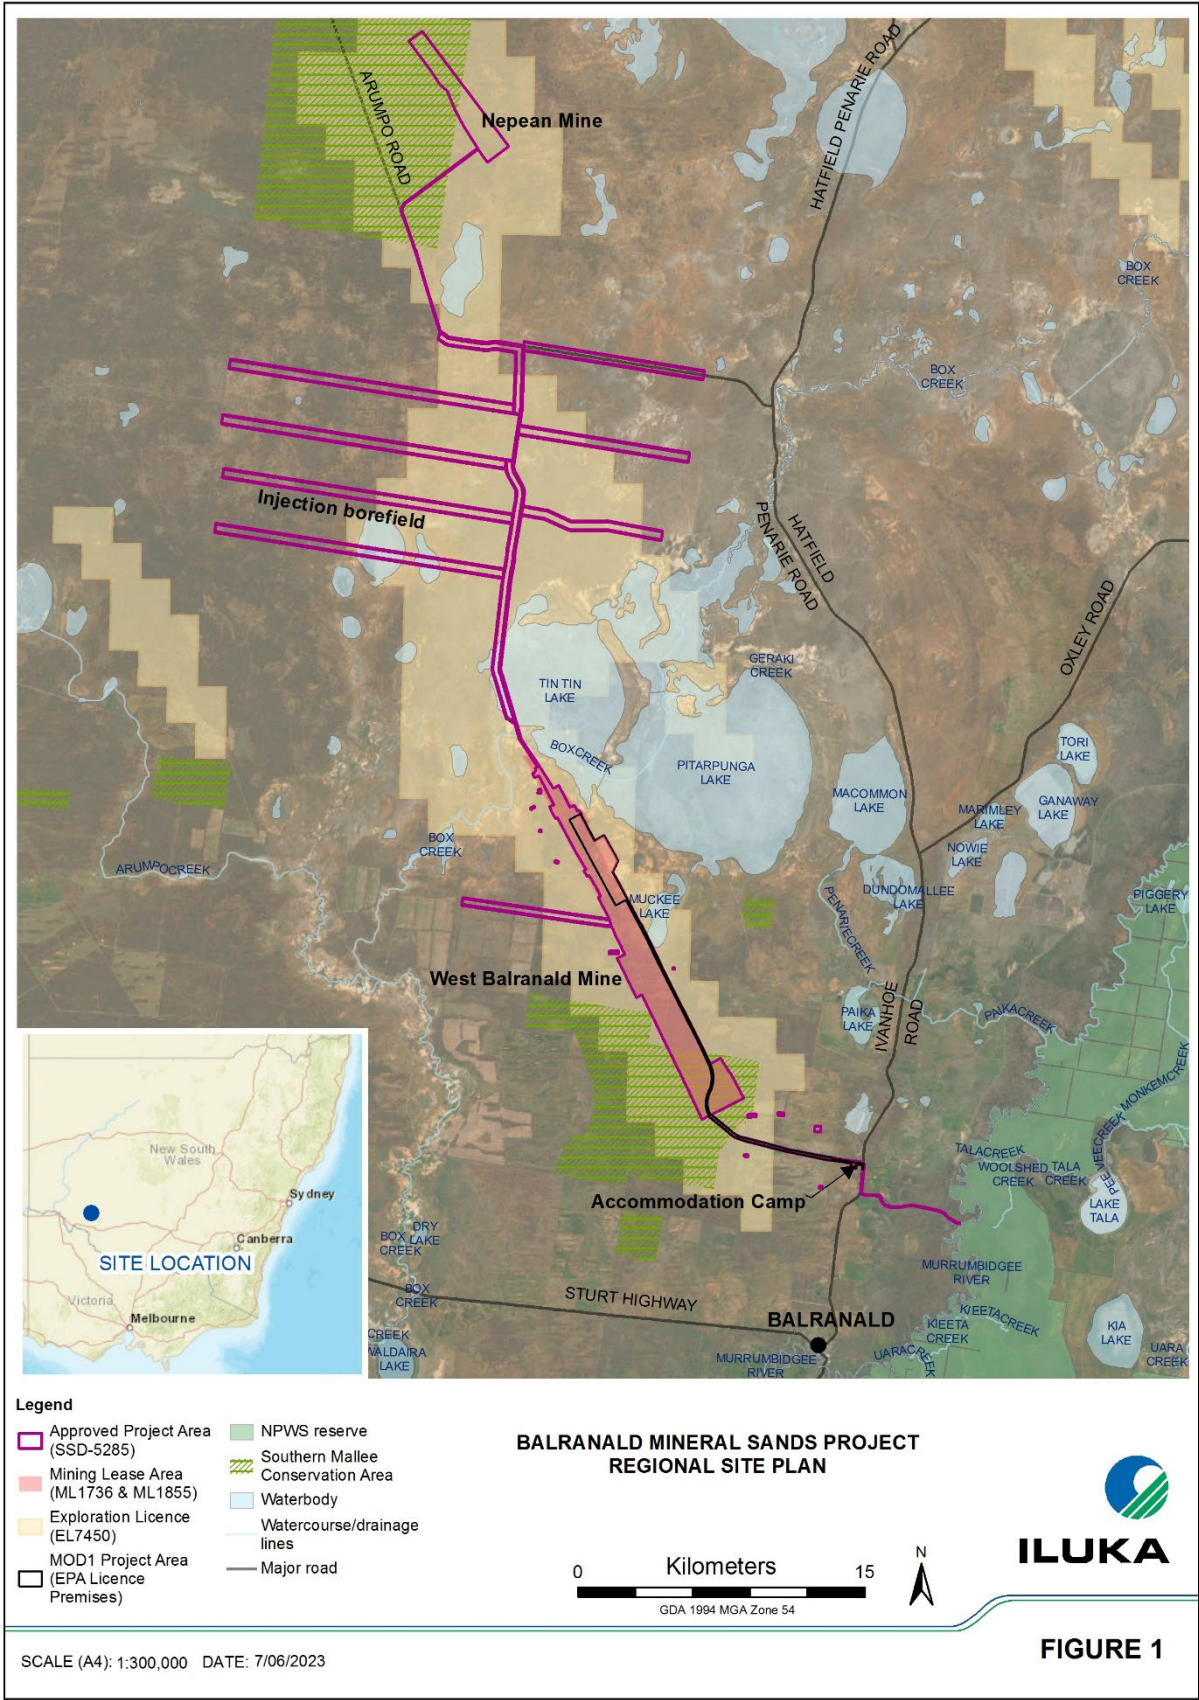 ARUMPO ROAD
Nepean Mine
HATFIELD PENARIE ROAD
BOX
CREEK
BOX
CREEK
Injection borefield
HATFIELD
PENARIE ROAD
OXLEY ROAD
GERAKI
CREEK
TIN TIN
LAKE
BOXCREEK
PITARPUNGA
LAKE
TORI
LAKE
MACOMMON
LAKE
MARIMLEY
LAKE
GANAWAY
LAKE
NOWIE
LAKE
BOX
CREEK
ARUMPOCREEK
DUNDOMALLEE
LAKE
PIGGERY
LAKE
MUCKEE
LAKE
PENARIECREEK
West Balranald Mine
PAIKA
LAKE
IVANHOE
ROAD
PAIKACREEK
MONKEMCREEK
PEE VEECREEK
TALACREEK
WOOLSHED
CREEK
TALA
CREEK
LAKE
TALA
Accommodation Camp
DRY
LAKE
BOX
CREEK
BOX
CREEK
MURRUMBIDGEE
RIVER
STURT HIGHWAY
BALRANALD
KIEETACREEK
KIEETA
CREEK
KIA
LAKE
UARA
CREEK
UARACREEK
MURRUMBIDGEE
RIVER
CREEK
WALDAIRA
LAKE
New South
Wales
Sydney
Canberra
SITE LOCATION
Victoria
Melbourne
Legend
Approved Project Area
(SSD-5285)
Mining Lease Area
(ML1736 & ML1855)
Exploration Licence
(EL7450)
MOD1 Project Area
(EPA Licence
Premises)
NPWS reserve
Southern Mallee
Conservation Area
Waterbody
Watercourse/drainage
lines
Major road
BALRANALD MINERAL SANDS PROJECT
REGIONAL SITE PLAN
0 Kilometers 15
GDA 1994 MGA Zone 54
N
ILUKA
FIGURE 1
SCALE (A4): 1:300,000 DATE: 7/06/2023